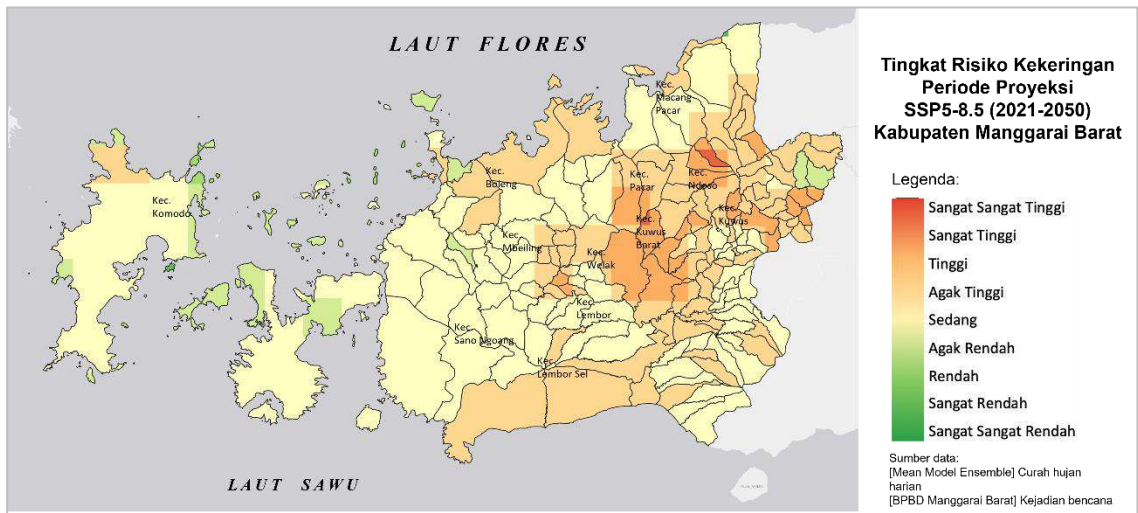 LAUT FLORES
Kec.
Macang
Pacar
Kec.
Boleng
Kec.
Pacar
Kec.
Ndoso
Kec.
Komodo
Kec.
Kuwus
Kec.
Kuwus
Barat
Kec.
Mbeliling
Kec.
Welak
Kec.
Lembor
Kec.
Sano Nggoang
Kec.
Lembor Sel
LAUT SAWU
Tingkat Risiko Kekeringan
Periode Proyeksi
SSP5-8.5 (2021-2050)
Kabupaten Manggarai Barat
Legenda:
Sangat Sangat Tinggi
Sangat Tinggi
Tinggi
Agak Tinggi
Sedang
Agak Rendah
Rendah
Sangat Rendah
Sangat Sangat Rendah
Sumber data:
[Mean Model Ensemble] Curah hujan
harian
[BPBD Manggarai Barat] Kejadian bencana